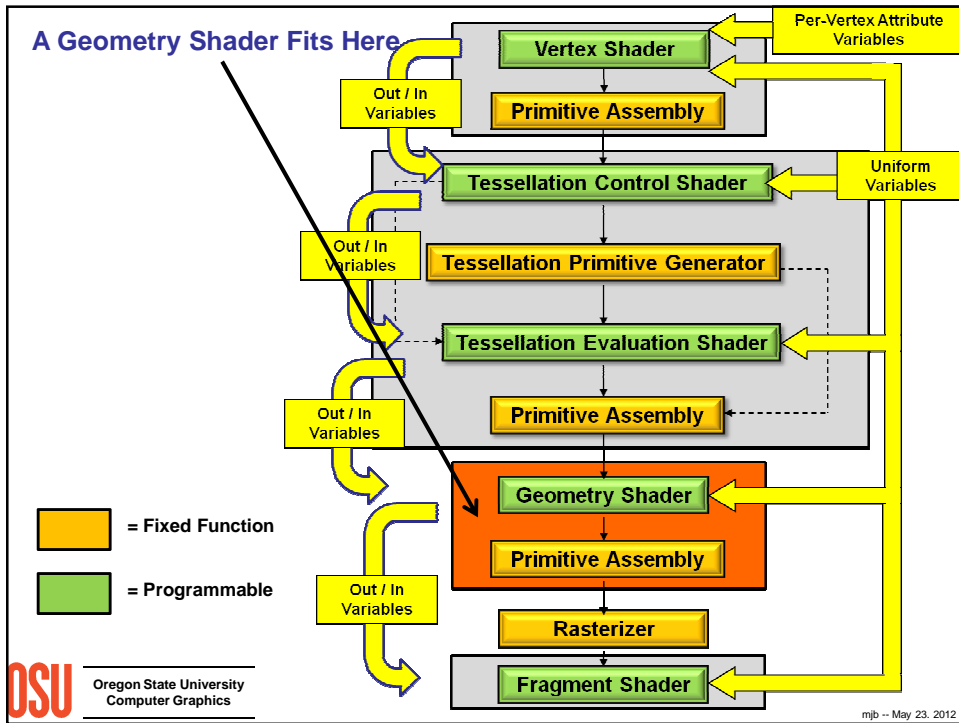 A Geometry Shader Fits Here
Per-Vertex Attribute
Variables
Vertex Shader
Out / In
Variables
Primitive Assembly
Tessellation Control Shader
Uniform
Variables
Out / In
Variables
Tessellation Primitive Generator
Tessellation Evaluation Shader
Out / In
Variables
Primitive Assembly
Geometry Shader
= Fixed Function
Primitive Assembly
= Programmable
Out / In
Variables
Rasterizer
Fragment Shader
OSU
Oregon State University
Computer Graphics
mjb -- May 23. 2012